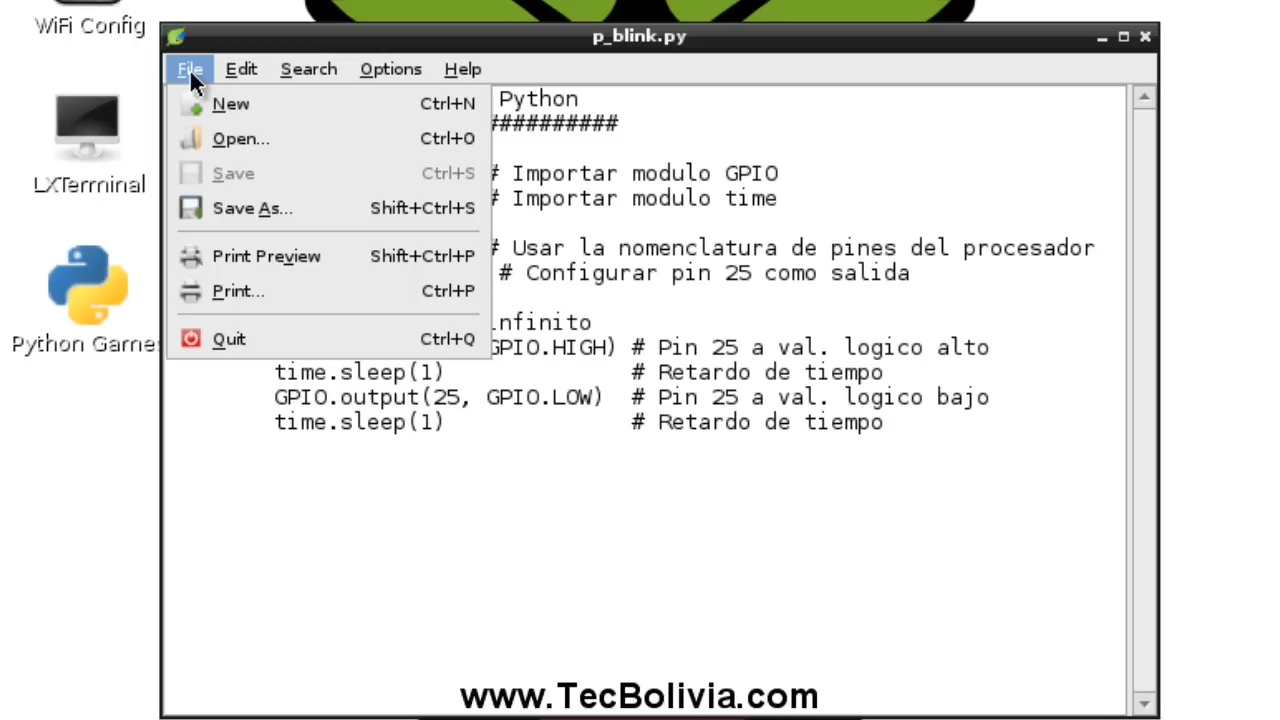 WiFi Config
LXTerminal
Python Games
p_blink.py
File Edit Search Options Help
New Ctrl+N
Open... Ctrl+O
Save Ctrl+S
Save As... Shift+Ctrl+S
Print Preview Shift+Ctrl+P
Print... Ctrl+P
Quit Ctrl+Q
Python
##########
# Importar modulo GPIO
# Importar modulo time
# Usar la nomenclatura de pines del procesador
# Configurar pin 25 como salida
infinito
GPIO.HIGH) # Pin 25 a val. logico alto
time.sleep(1) # Retardo de tiempo
GPIO.output(25, GPIO.LOW) # Pin 25 a val. logico bajo
time.sleep(1) # Retardo de tiempo
www.TecBolivia.com